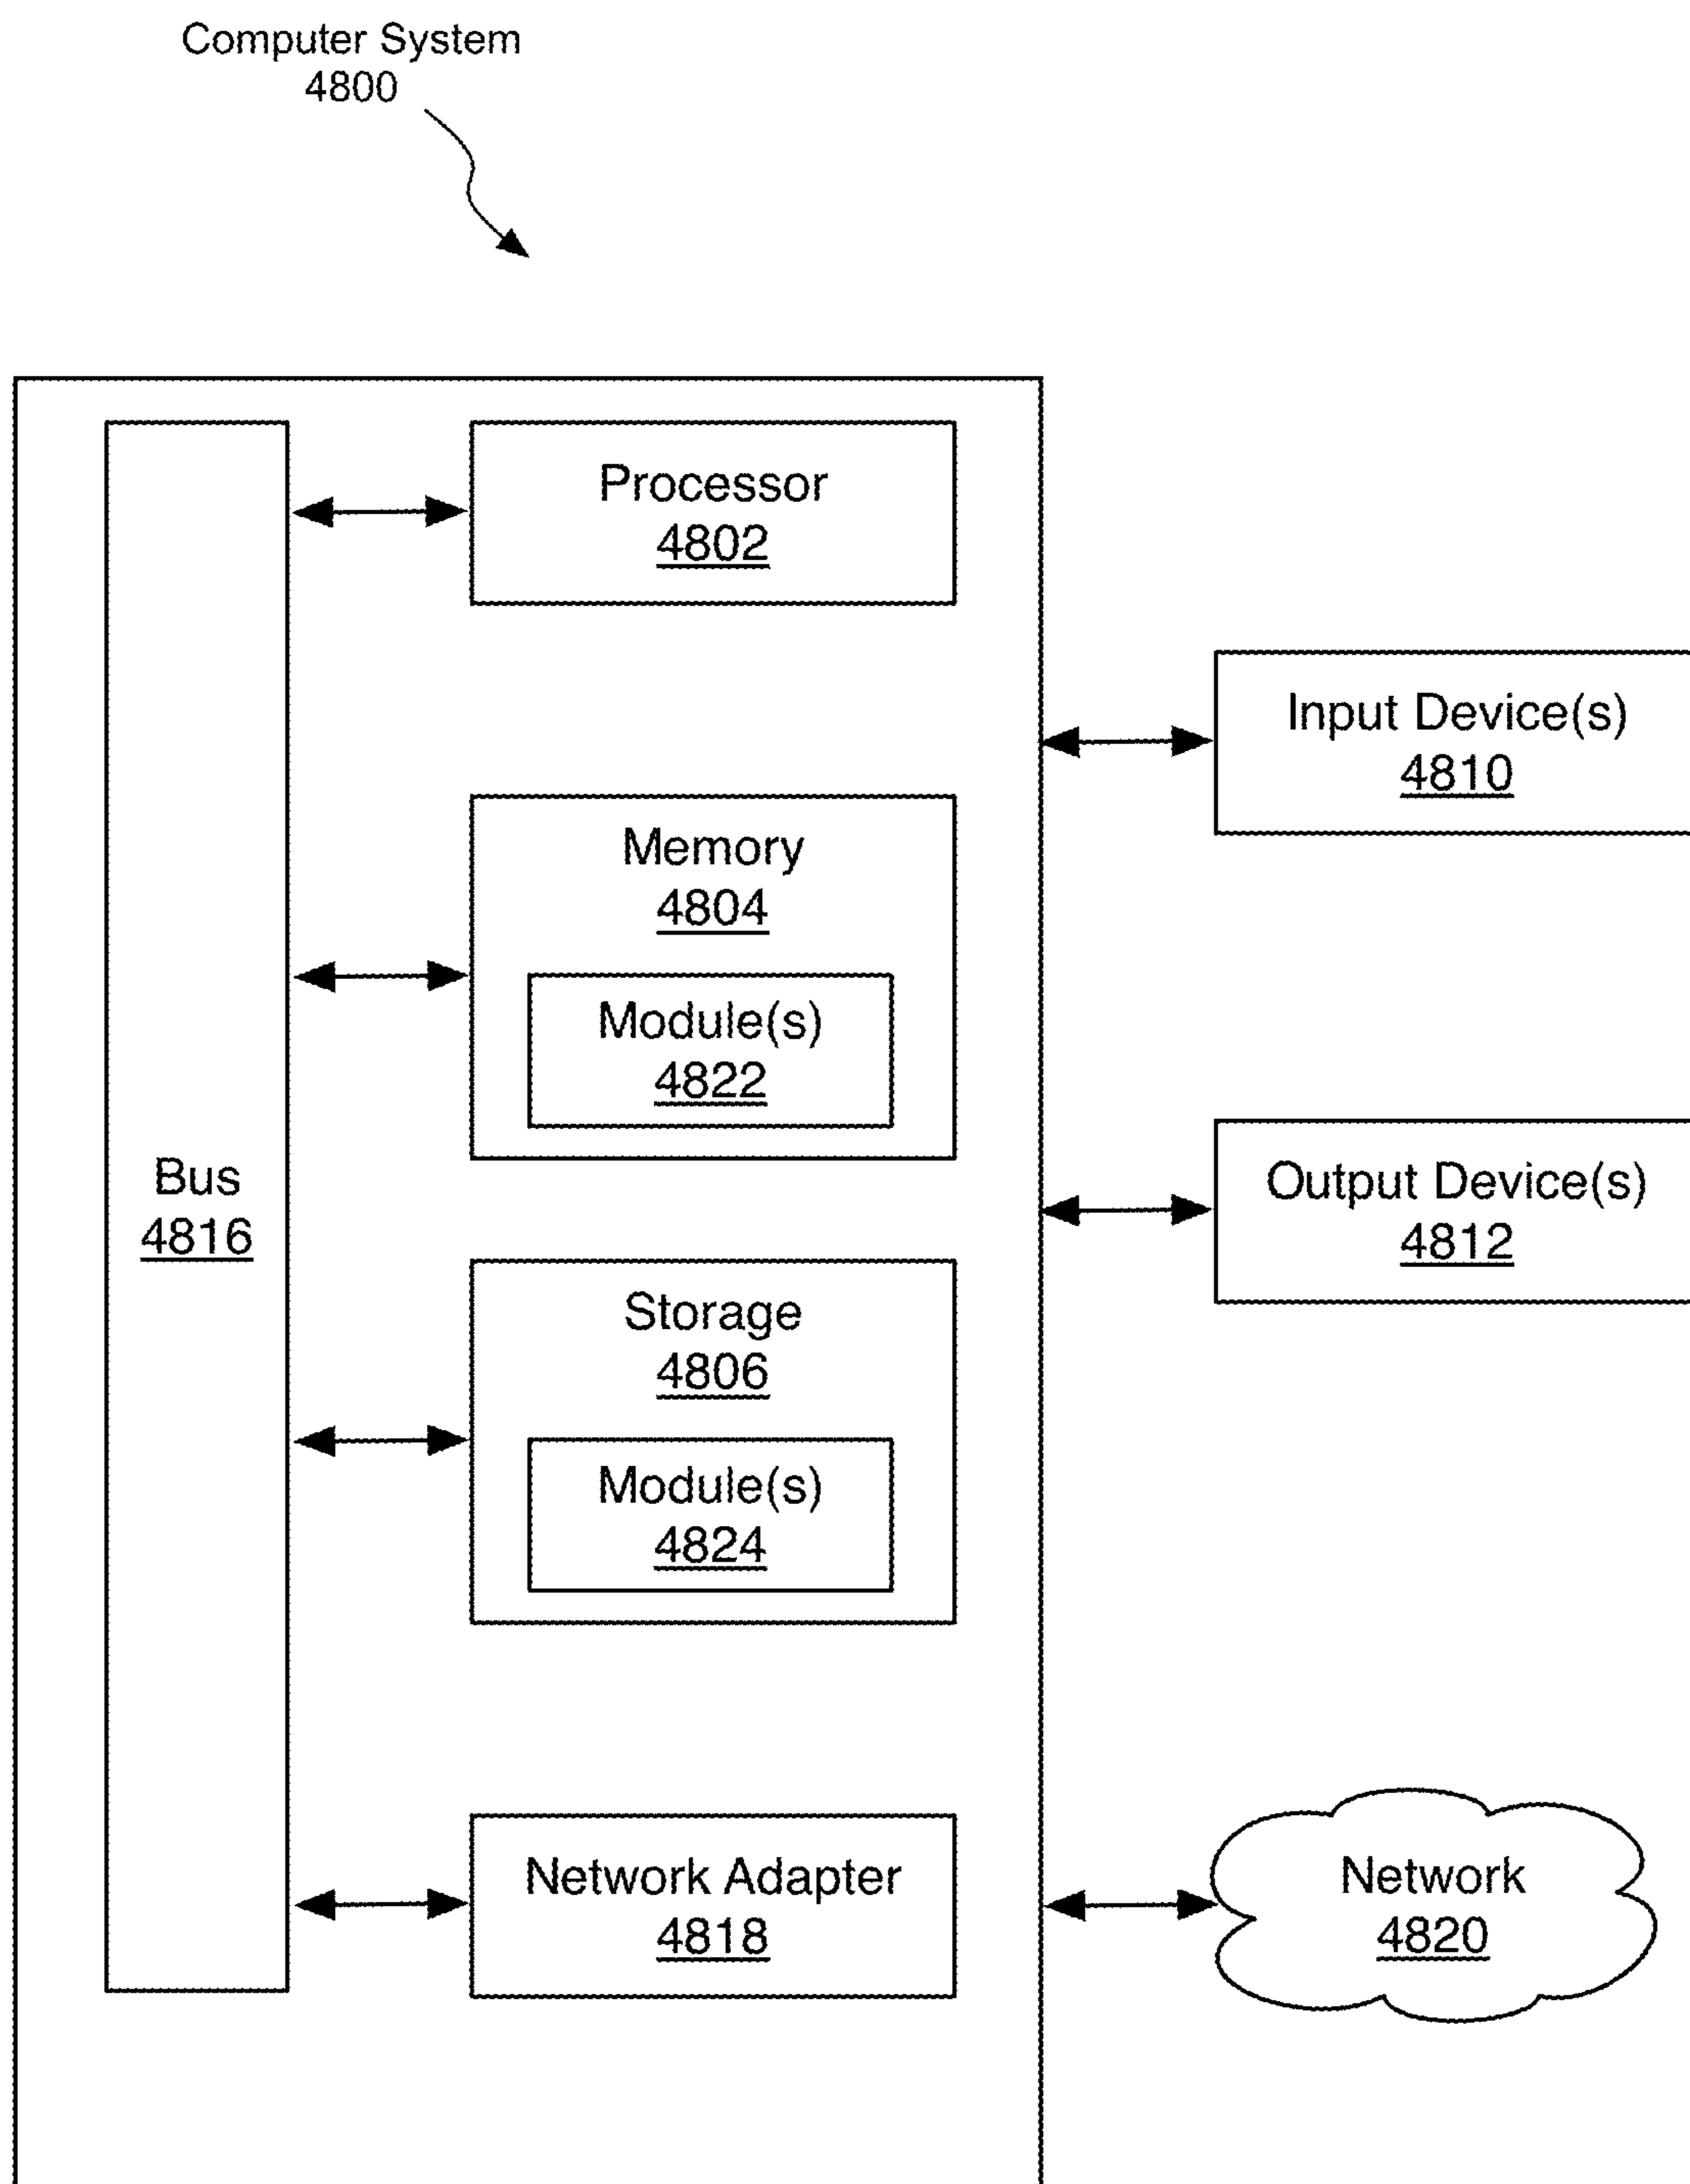 Computer System
4800
Processor
4802
Input Device(s)
4810
Memory
4804
Module(s)
4822
Bus
4816
Output Device(s)
4812
Storage
4806
Module(s)
4824
Network Adapter
4818
Network
4820